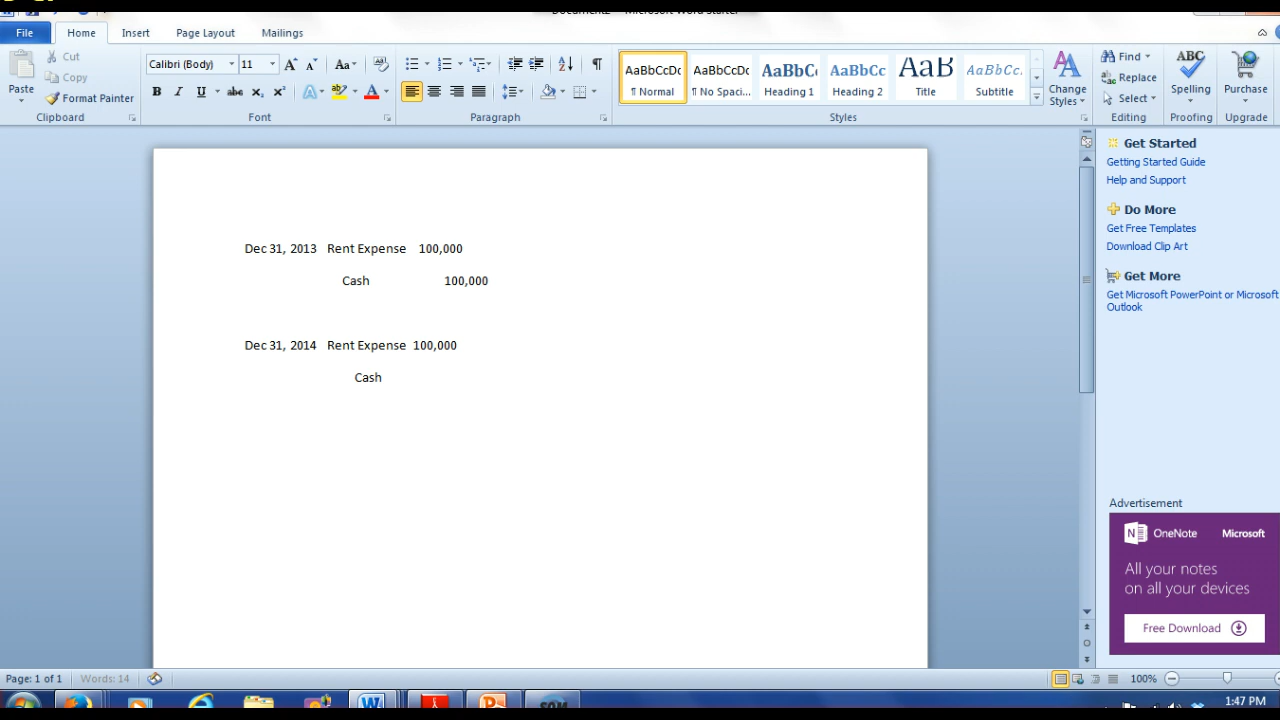 Document2 - Microsoft Word Starter
File Home Insert Page Layout Mailings
Paste
Cut
Copy
Format Painter
Clipboard
Calibri (Body) 11
Font
Paragraph
AaBbCcDc AaBbCcDc AaBbC AaBbCc AaB AaBbCc.
¶ Normal ¶ No Spaci... Heading 1 Heading 2 Title Subtitle
Change Styles
Styles
Find
Replace
Select
Editing
ABC
Spelling
Proofing
Purchase
Upgrade
Dec 31, 2013 Rent Expense 100,000
Cash 100,000
Dec 31, 2014 Rent Expense 100,000
Cash
Get Started
Getting Started Guide
Help and Support
Do More
Get Free Templates
Download Clip Art
Get More
Get Microsoft PowerPoint or Microsoft
Outlook
Advertisement
OneNote Microsoft
All your notes
on all your devices
Free Download
Page: 1 of 1 Words: 14 100%
1:47 PM